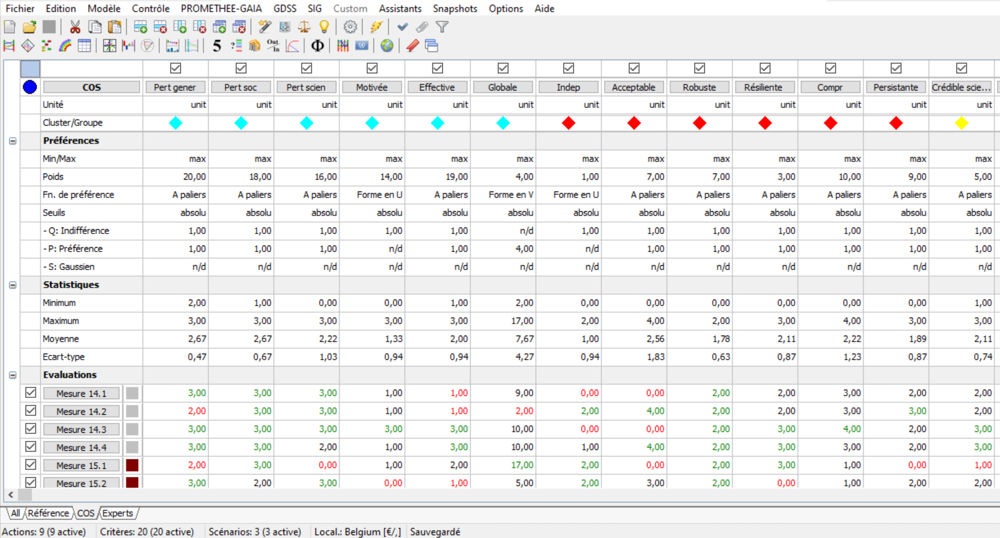 Fichier Edition Modèle Contrôle PROMETHEE-GAIA GDSS SIG Custom Assistants Snapshots Options Aide
5 ? Out In Φ
COS Pert gener Pert soc Pert scien Motivée Effective Globale Indep Acceptable Robuste Résiliente Compr Persistante Crédible scie...
Unité unit unit unit unit unit unit unit unit unit unit unit unit unit
Cluster/Groupe
Préférences
Min/Max max max max max max max max max max max max max max
Poids 20,00 18,00 16,00 14,00 19,00 4,00 1,00 7,00 7,00 3,00 10,00 9,00 5,00
Fn. de préférence A paliers A paliers A paliers Forme en U A paliers Forme en V Forme en U A paliers A paliers A paliers A paliers A paliers A paliers
Seuils absolu absolu absolu absolu absolu absolu absolu absolu absolu absolu absolu absolu absolu
- Q: Indifférence 1,00 1,00 1,00 1,00 1,00 n/d 1,00 1,00 1,00 1,00 1,00 1,00 1,00
- P: Préférence 1,00 1,00 1,00 n/d 1,00 4,00 n/d 1,00 1,00 1,00 1,00 1,00 1,00
- S: Gaussien n/d n/d n/d n/d n/d n/d n/d n/d n/d n/d n/d n/d n/d
Statistiques
Minimum 2,00 1,00 0,00 0,00 1,00 2,00 0,00 0,00 0,00 0,00 0,00 0,00 1,00
Maximum 3,00 3,00 3,00 3,00 3,00 17,00 2,00 4,00 2,00 3,00 4,00 3,00 3,00
Moyenne 2,67 2,67 2,22 1,33 2,00 7,67 1,00 2,56 1,78 2,11 2,22 1,89 2,11
Ecart-type 0,47 0,67 1,03 0,94 0,94 4,27 0,94 1,83 0,63 0,87 1,23 0,87 0,74
Evaluations
Mesure 14.1 3,00 3,00 3,00 1,00 1,00 9,00 0,00 0,00 2,00 2,00 3,00 2,00 2,00
Mesure 14.2 2,00 3,00 3,00 1,00 1,00 2,00 2,00 4,00 2,00 2,00 3,00 3,00 2,00
Mesure 14.3 3,00 3,00 3,00 3,00 3,00 10,00 0,00 0,00 2,00 3,00 4,00 2,00 3,00
Mesure 14.4 3,00 3,00 2,00 1,00 3,00 10,00 1,00 4,00 2,00 3,00 3,00 2,00 3,00
Mesure 15.1 2,00 3,00 0,00 1,00 2,00 17,00 2,00 0,00 2,00 3,00 1,00 0,00 1,00
Mesure 15.2 3,00 2,00 3,00 0,00 1,00 5,00 2,00 3,00 2,00 0,00 1,00 2,00 2,00
All Référence COS Experts
Actions: 9 (9 active) Critères: 20 (20 active) Scénarios: 3 (3 active) Local.: Belgium [€/,] Sauvegardé